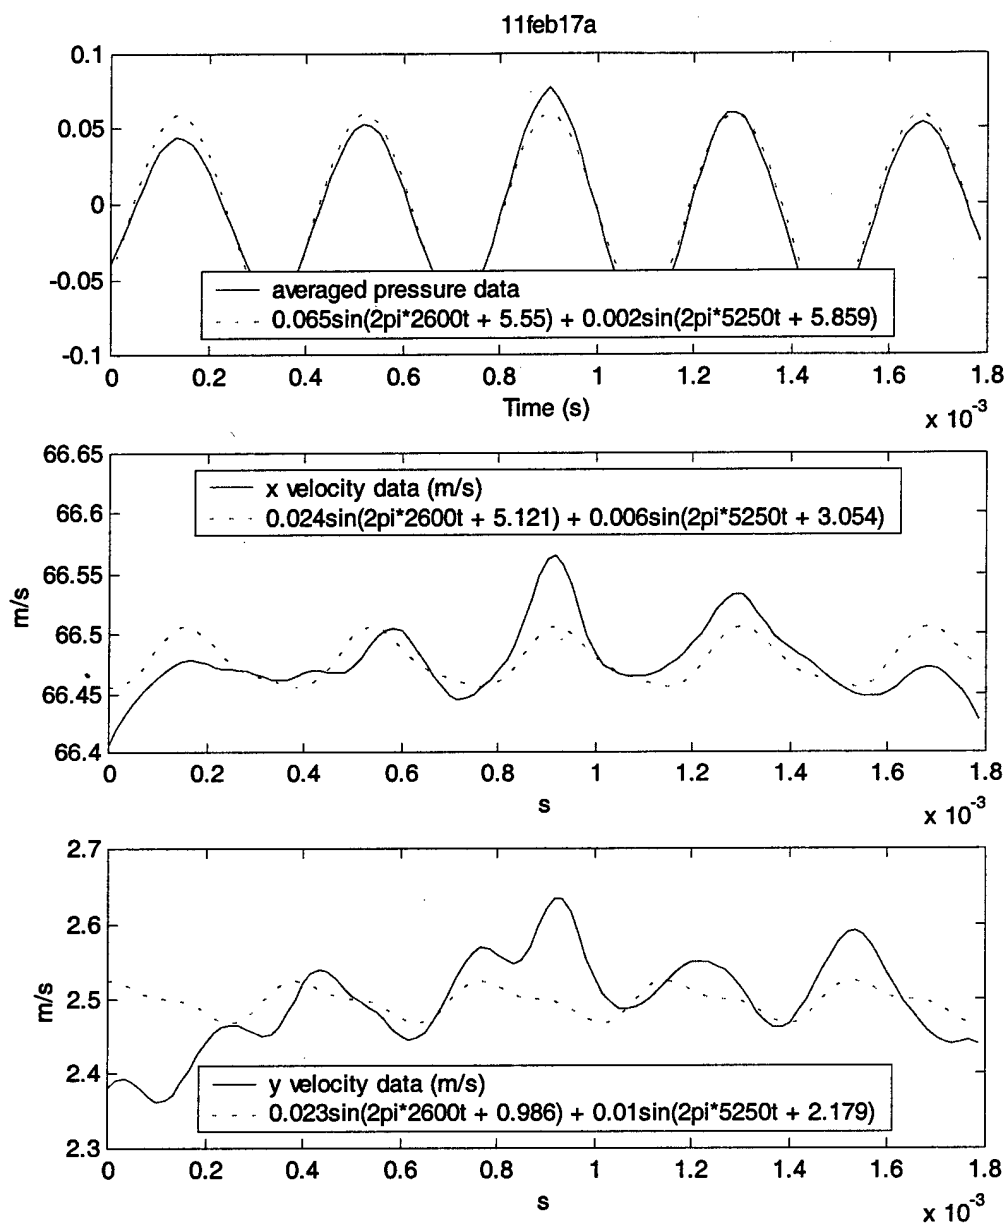 11feb17a
0.1
0.05
0
-0.05
-0.1
averaged pressure data
0.065sin(2pi*2600t + 5.55) + 0.002sin(2pi*5250t + 5.859)
0 0.2 0.4 0.6 0.8 1 1.2 1.4 1.6 1.8
Time (s)
x 10-3
66.65
66.6
66.55
66.5
66.45
66.4
m/s
x velocity data (m/s)
0.024sin(2pi*2600t + 5.121) + 0.006sin(2pi*5250t + 3.054)
0 0.2 0.4 0.6 0.8 1 1.2 1.4 1.6 1.8
s
x 10-3
2.7
2.6
2.5
2.4
2.3
m/s
y velocity data (m/s)
0.023sin(2pi*2600t + 0.986) + 0.01sin(2pi*5250t + 2.179)
0 0.2 0.4 0.6 0.8 1 1.2 1.4 1.6 1.8
s
x 10-3